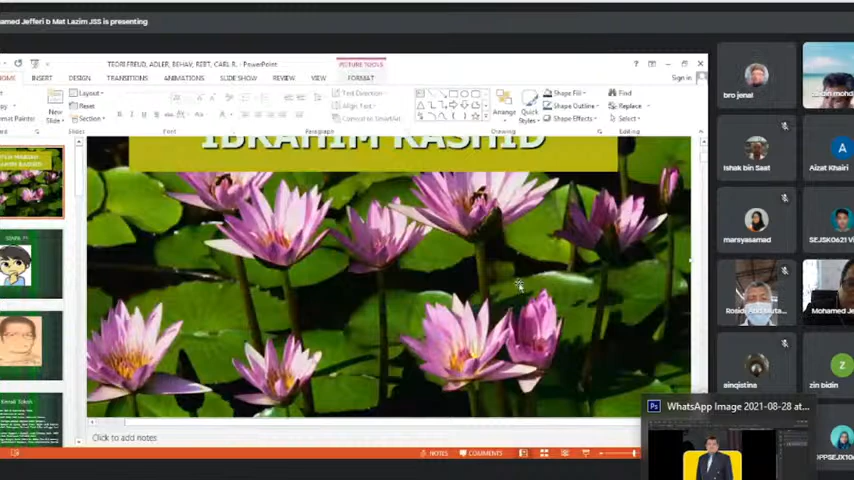 amed Jefferi b Mat Lazim JSS is presenting
TEORI FREUD, ADLER, BEHAV, REBT, CARL R. - PowerPoint
PICTURE TOOLS
HOME INSERT DESIGN TRANSITIONS ANIMATIONS SLIDE SHOW REVIEW VIEW FORMAT
Sign in
New
Slide
Layout
Reset
Section
Text Direction
Align Text
Convert to SmartArt
Arrange
Quick
Styles
Shape Fill
Shape Outline
Shape Effects
Find
Replace
Select
Slides
Font
Paragraph
Drawing
Editing
IBRAHIM RASHID
Click to add notes
NOTES
COMMENTS
bro jenal
Ishak bin Saat
Aizat Khairi
A
marsyasamed
SEJSK0621
Rosidi Abd Muta...
Mohamed Je
ainqistina
zin bidin
Z
WhatsApp Image 2021-08-28 at...